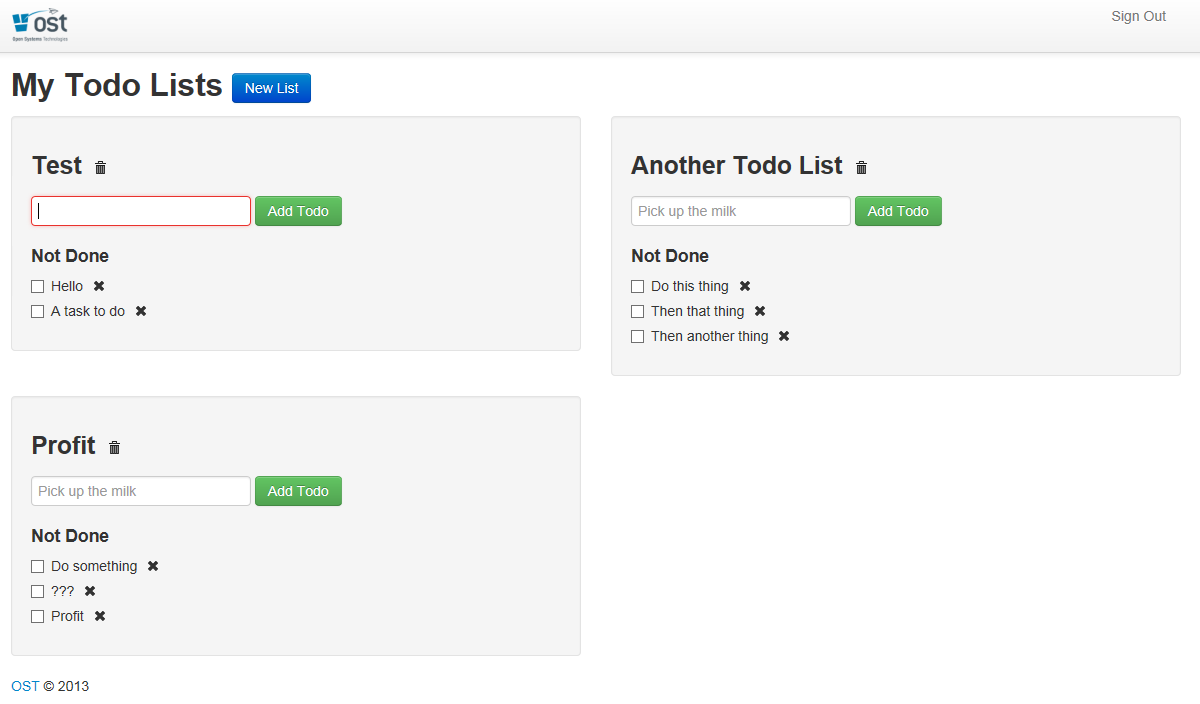 ost
Open Systems Technologies
Sign Out
My Todo Lists New List
Test
Add Todo
Not Done
Hello
A task to do
Another Todo List
Pick up the milk Add Todo
Not Done
Do this thing
Then that thing
Then another thing
Profit
Pick up the milk Add Todo
Not Done
Do something
???
Profit
OST © 2013